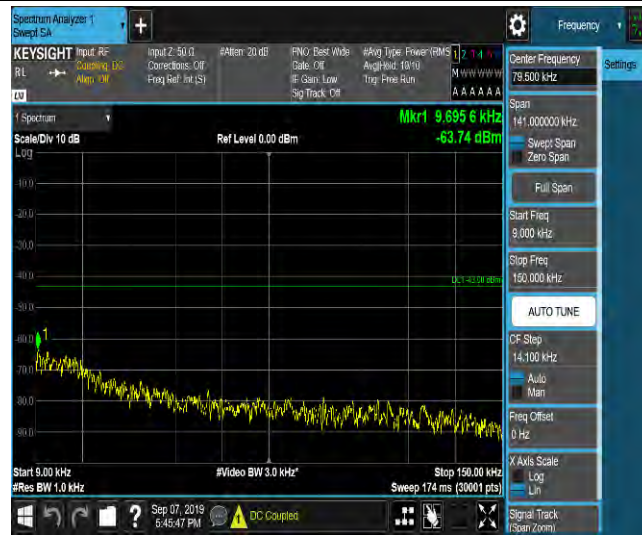 Spectrum Analyzer 1
Swept SA
Frequency
KEYSIGHT
RL
Input: RF
Coupling: DC
Align: Off
Input Z: 50 Ω
Corrections: Off
Freq Ref: Int (S)
#Atten: 20 dB
PNO: Best Wide
Gate: Off
IF Gain: Low
Sig Track: Off
#Avg Type: Power (RMS
Avg|Hold: 10/10
Trig: Free Run
M W W W W W
A A A A A A
Center Frequency
79.500 kHz
Settings
Span
141.000000 kHz
Swept Span
Zero Span
Full Span
Start Freq
9.000 kHz
Stop Freq
150.000 kHz
AUTO TUNE
CF Step
14.100 kHz
Auto
Man
Freq Offset
0 Hz
X Axis Scale
Log
Lin
Signal Track
(Span Zoom)
1 Spectrum
Scale/Div 10 dB
Log
Ref Level 0.00 dBm
Mkr1 9.695 6 kHz
-63.74 dBm
-10.0
-20.0
-40.0
DL1 -43.00 dBm
-50.0
-60.0
1
-70.0
-80.0
-90.0
Start 9.00 kHz
#Video BW 3.0 kHz*
Stop 150.00 kHz
#Res BW 1.0 kHz
Sweep 174 ms (30001 pts)
?
Sep 07, 2019
5:45:47 PM
DC Coupled